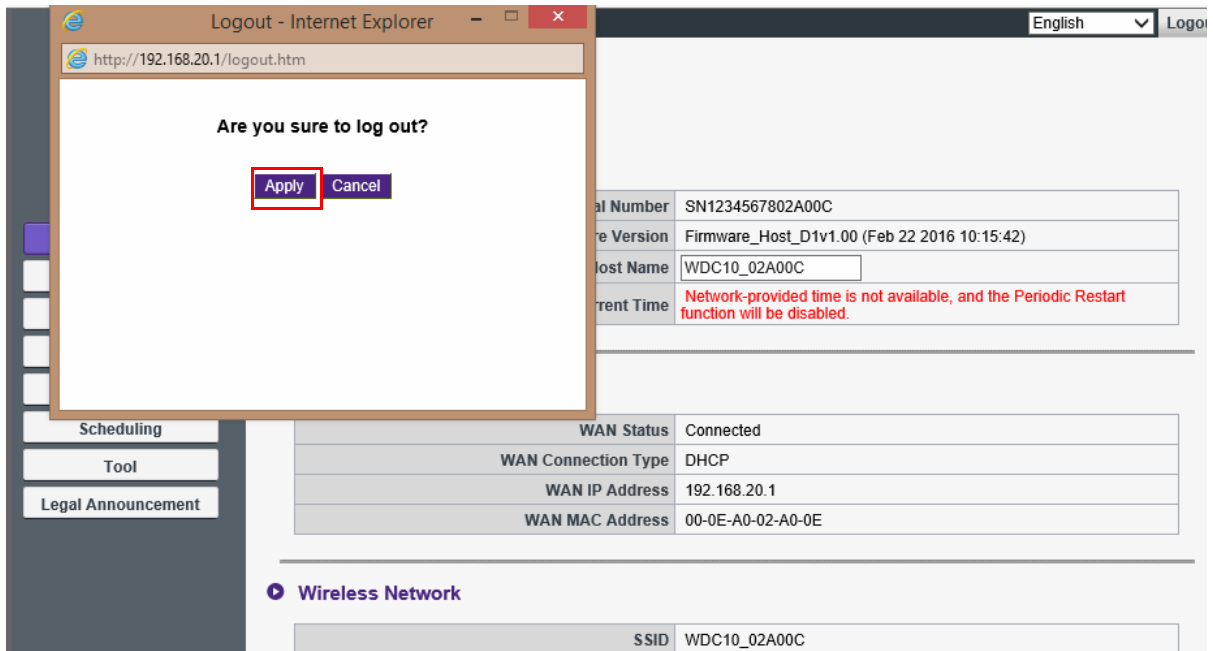 Logout - Internet Explorer
http://192.168.20.1/logout.htm
Are you sure to log out?
Apply Cancel
English
Number SN1234567802A00C
Version Firmware_Host_D1v1.00 (Feb 22 2016 10:15:42)
Name WDC10_02A00C
Time Network-provided time is not available, and the Periodic Restart
function will be disabled.
Scheduling
Tool
Legal Announcement
WAN Status Connected
WAN Connection Type DHCP
WAN IP Address 192.168.20.1
WAN MAC Address 00-0E-A0-02-A0-0E
Wireless Network
SSID WDC10_02A00C